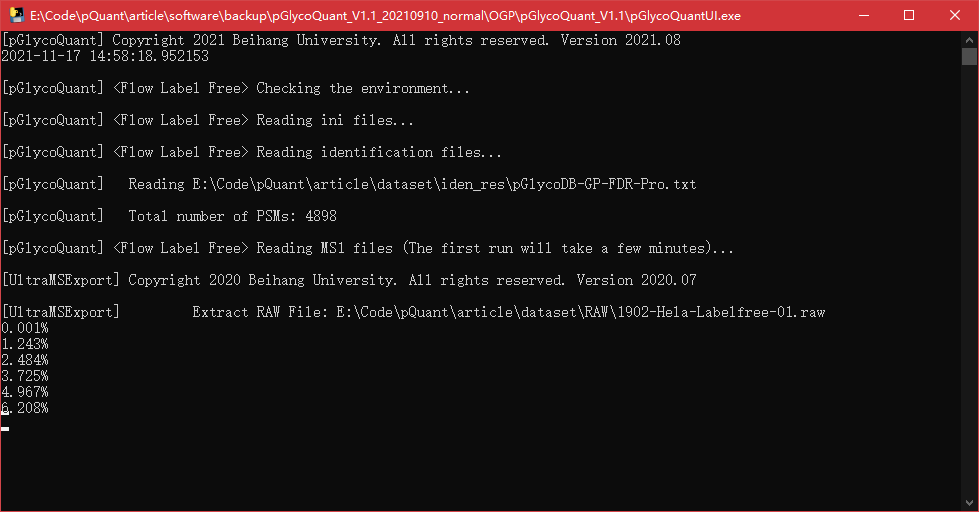 E:\Code\pQuant\article\software\backup\pGlycoQuant_V1.1_20210910_normal\OGP\pGlycoQuant_V1.1\pGlycoQuantUI.exe
[pGlycoQuant] Copyright 2021 Beihang University. All rights reserved. Version 2021.08
2021-11-17 14:58:18.952153
[pGlycoQuant] <Flow Label Free> Checking the environment...
[pGlycoQuant] <Flow Label Free> Reading ini files...
[pGlycoQuant] <Flow Label Free> Reading identification files...
[pGlycoQuant]   Reading E:\Code\pQuant\article\dataset\iden_res\pGlycoDB-GP-FDR-Pro.txt
[pGlycoQuant]   Total number of PSMs: 4898
[pGlycoQuant] <Flow Label Free> Reading MS1 files (The first run will take a few minutes)...
[UltraMSExport] Copyright 2020 Beihang University. All rights reserved. Version 2020.07
[UltraMSExport]         Extract RAW File: E:\Code\pQuant\article\dataset\RAW\1902-Hela-Labelfree-01.raw
0.001%
1.243%
2.484%
3.725%
4.967%
6.208%